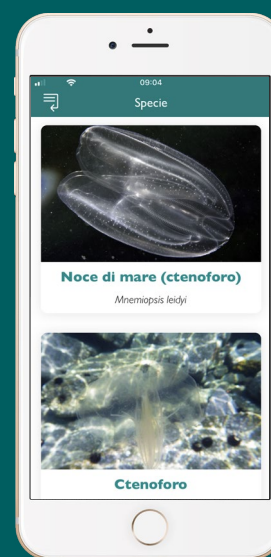 09:04
Specie
Noce di mare (ctenoforo)
Mnemiopsis leidyi
Ctenoforo